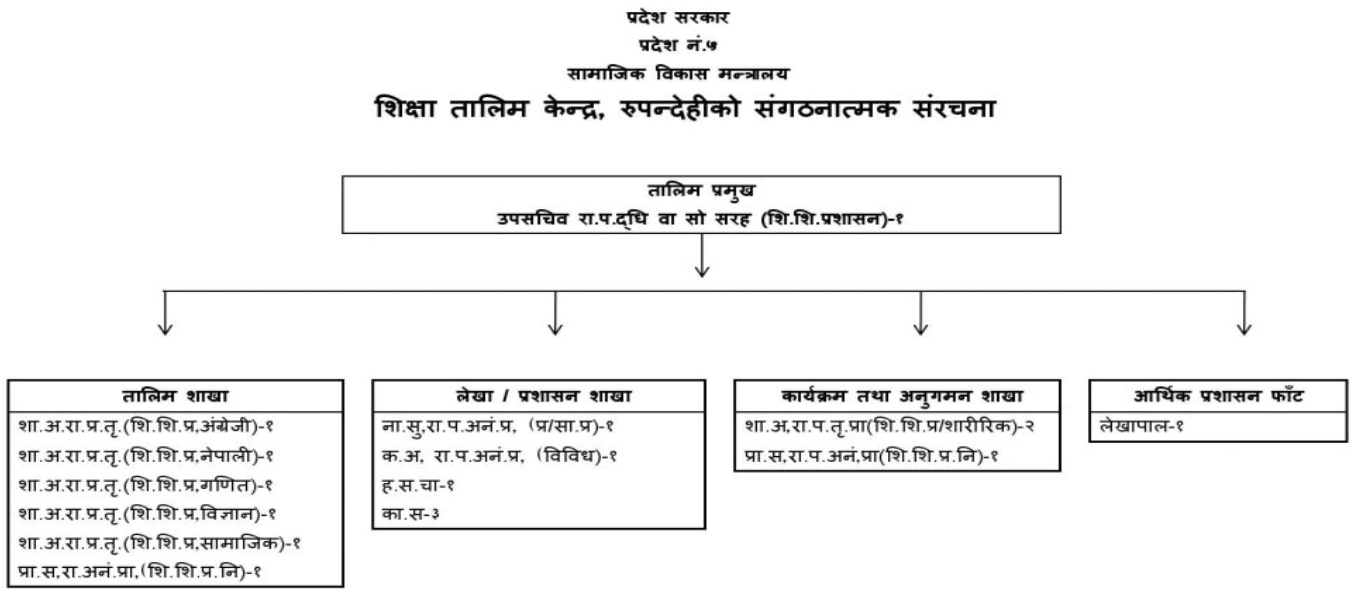 प्रदेश सरकार
प्रदेश नं.५
सामाजिक विकास मन्त्रालय
शिक्षा तालिम केन्द्र, रुपन्देहीको संगठनात्मक संरचना
तालिम प्रमुख
उपसचिव रा.प.द्धि वा सो सरह (शि.शि.प्रशासन)-१
तालिम शाखा
शा.अ.रा.प्र.तृ.(शि.शि.प्र,अंग्रेजी)-१
शा.अ.रा.प्र.तृ.(शि.शि.प्र,नेपाली)-१
शा.अ.रा.प्र.तृ.(शि.शि.प्र,गणित)-१
शा.अ.रा.प्र.तृ.(शि.शि.प्र,विज्ञान)-१
शा.अ.रा.प्र.तृ.(शि.शि.प्र,सामाजिक)-१
प्रा.स,रा.अनं.प्रा,(शि.शि.प्र.नि)-१
लेखा / प्रशासन शाखा
ना.सु,रा.प.अनं.प्र, (प्र/सा.प्र)-१
क.अ, रा.प.अनं.प्र, (विविध)-१
ह.स.चा-१
का.स-३
कार्यक्रम तथा अनुगमन शाखा
शा.अ,रा.प.तृ.प्रा(शि.शि.प्र/शारीरिक)-२
प्रा.स,रा.प.अनं,प्रा(शि.शि.प्र.नि)-१
आर्थिक प्रशासन फाँट
लेखापाल-१